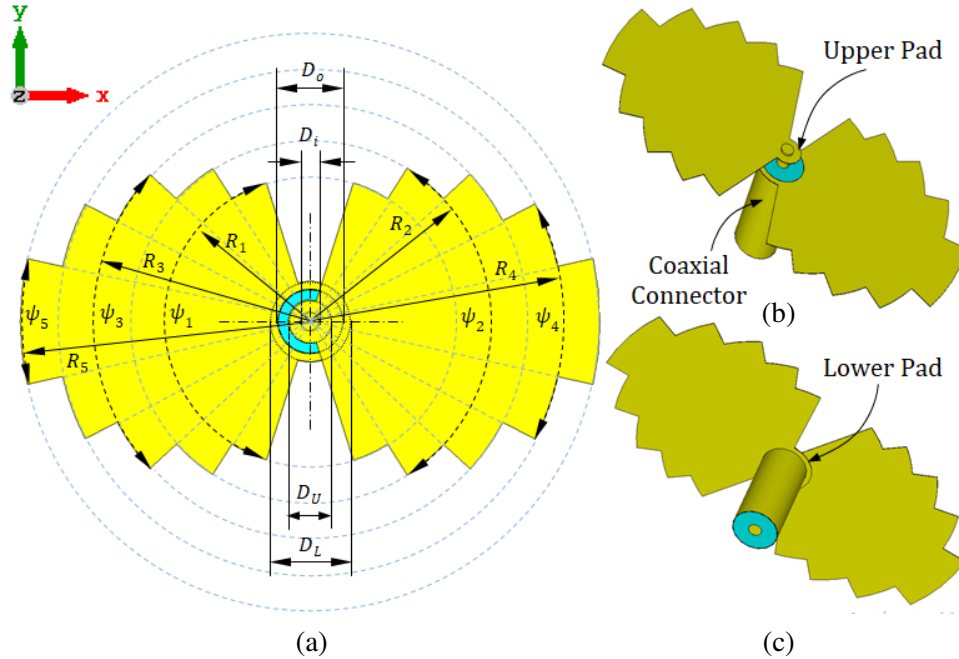 y
z
x
D_o
D_i
R_1
R_2
R_3
R_4
ψ_5
ψ_3
ψ_1
ψ_2
ψ_4
R_5
D_U
D_L
(a)
Upper Pad
Coaxial
Connector
(b)
Lower Pad
(c)